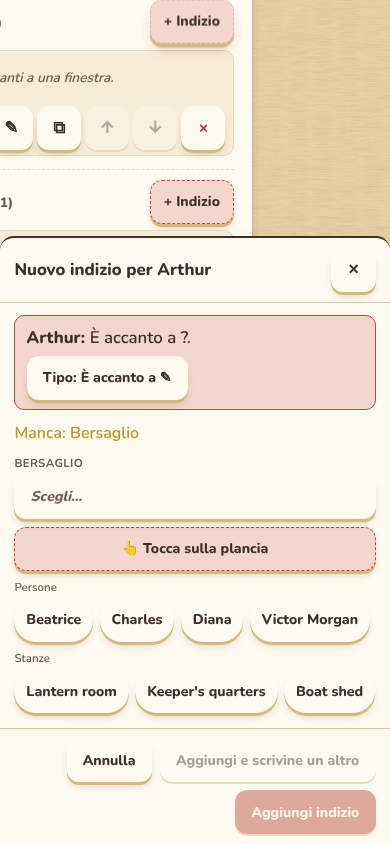 )
+ Indizio
anti a una finestra.
✎ ⧉ ↑ ↓ ×
1)
+ Indizio
Nuovo indizio per Arthur
×
Arthur: È accanto a ?.
Tipo: È accanto a ✎
Manca: Bersaglio
BERSAGLIO
Scegli...
👆 Tocca sulla plancia
Persone
Beatrice Charles Diana Victor Morgan
Stanze
Lantern room Keeper's quarters Boat shed
Annulla Aggiungi e scrivine un altro
Aggiungi indizio